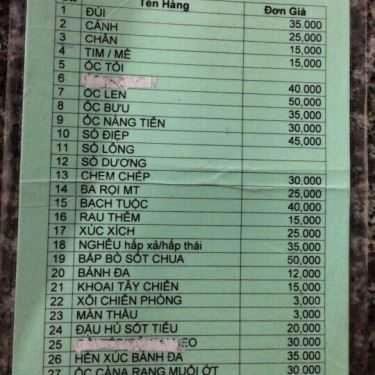 Tên Hàng Đơn Giá
1 ĐÙI 35.000
2 CÁNH 25.000
3 CHÂN 15.000
4 TIM / MỀ 15.000
5 ỐC TỎI
6 40.000
7 ỐC LEN 50.000
8 ỐC BƯU 35.000
9 ỐC NÀNG TIÊN 30.000
10 SÒ ĐIỆP 45.000
11 SÒ LÔNG
12 SÒ DƯƠNG
13 CHEM CHÉP 30.000
14 BA RỌI MT 25.000
15 BẠCH TUỘC 40.000
16 RAU THÊM 15.000
17 XÚC XÍCH 25.000
18 NGHÊU hấp xả/hấp thái 35.000
19 BẮP BÒ SỐT CHUA 50.000
20 BÁNH ĐA 12.000
21 KHOAI TÂY CHIÊN 15.000
22 XÔI CHIÊN PHỒNG 3,000
23 MÀN THẦU 3,000
24 ĐẬU HỦ SỐT TIÊU 20,000
25 30.000
26 HẾN XÚC BÁNH ĐA 35.000
27 ỐC CÀNA RANG MUỐI ỚT 30.000